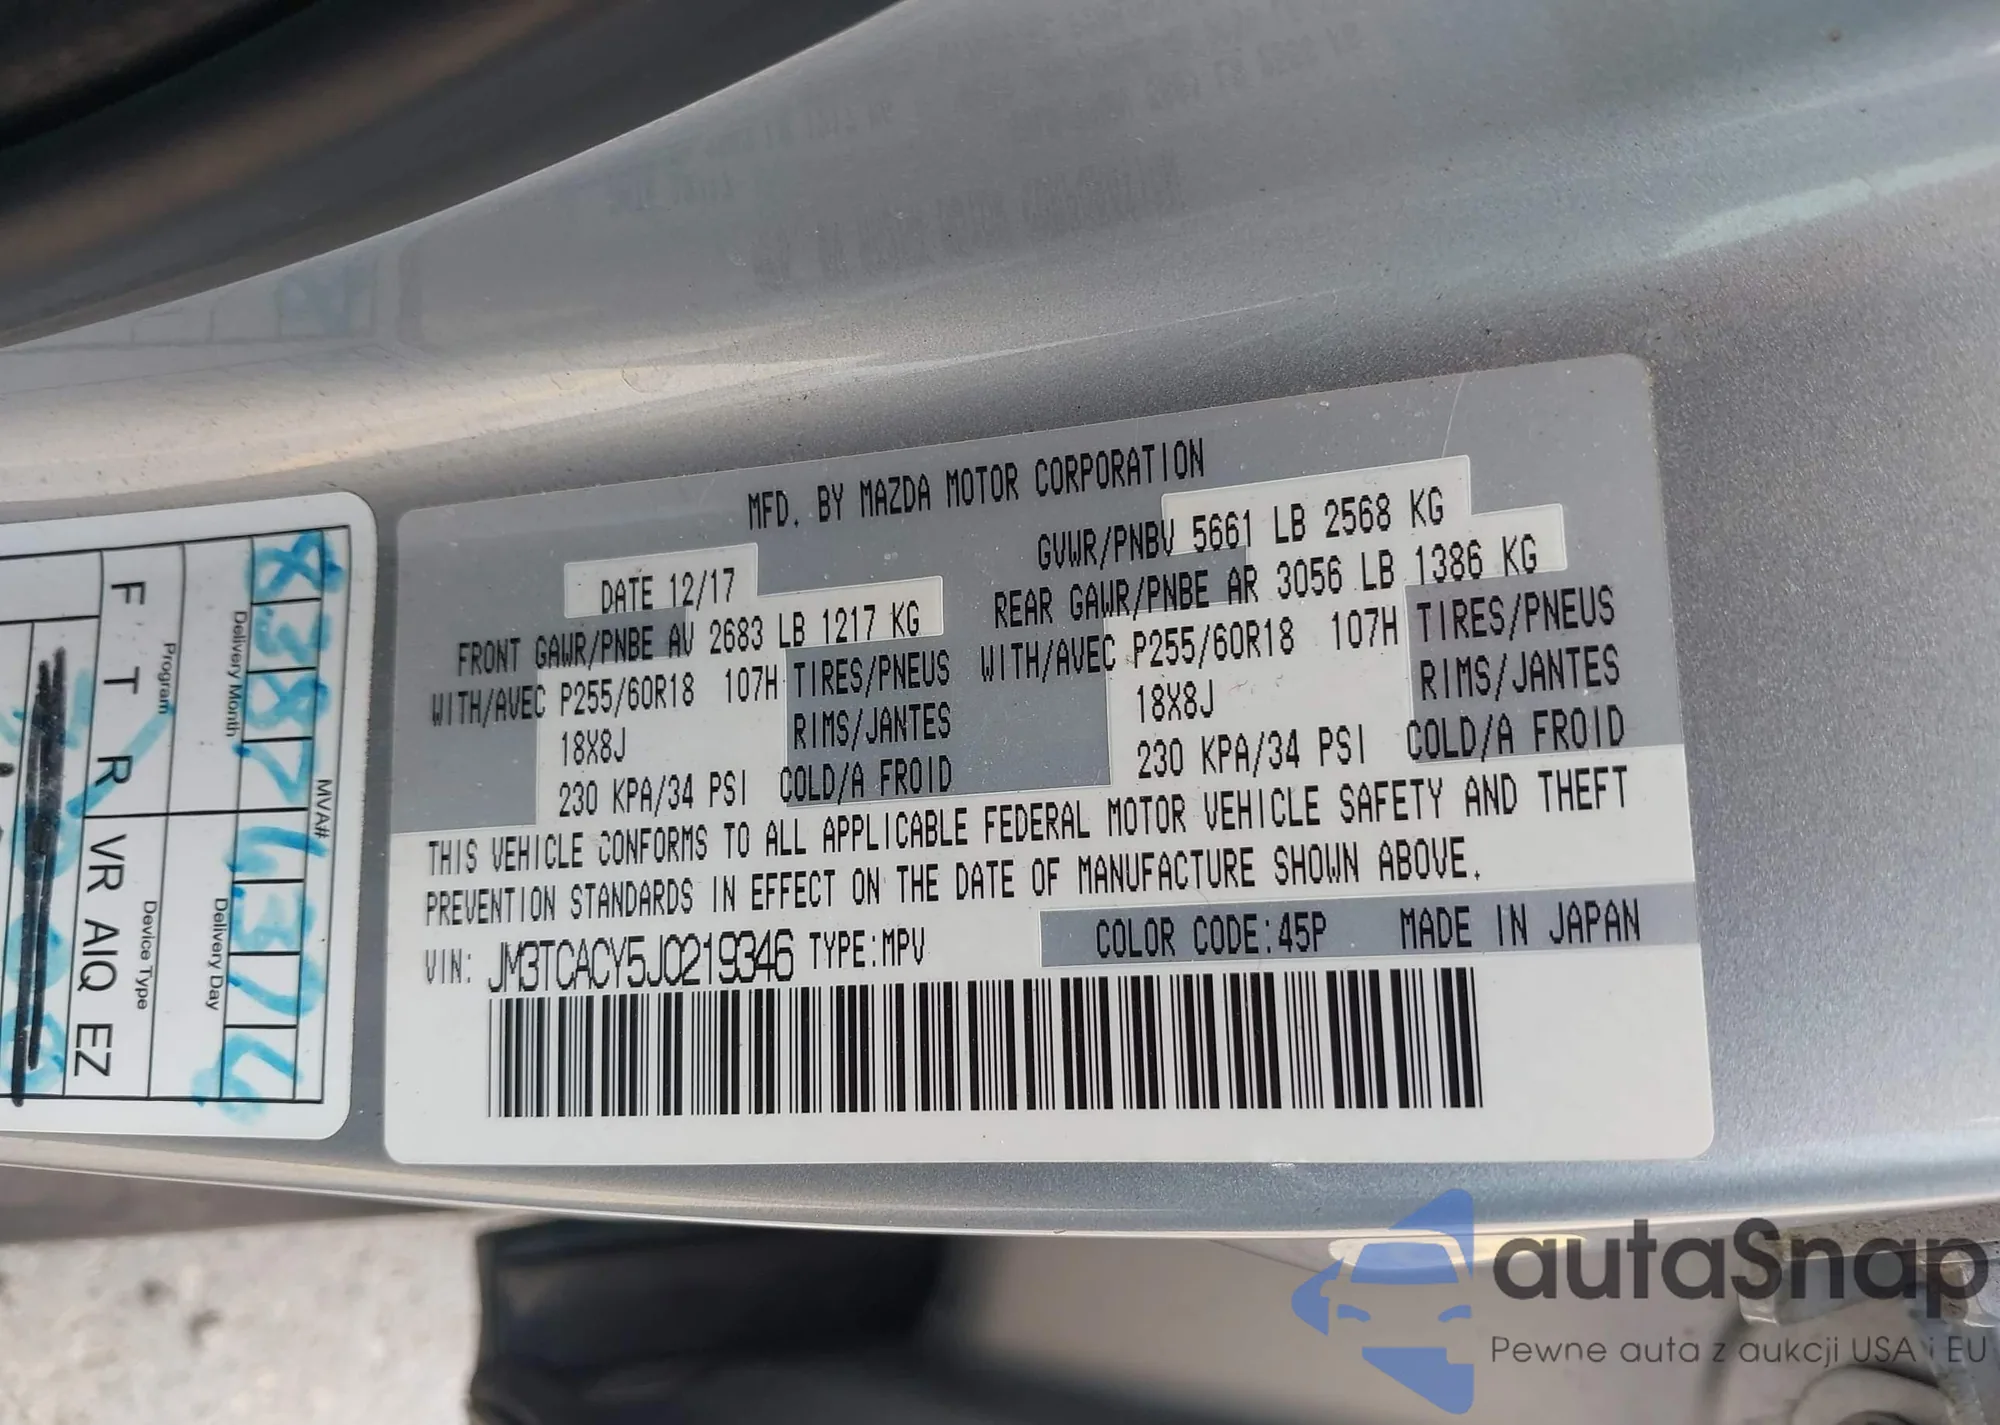 MFD. BY MAZDA MOTOR CORPORATION
DATE 12/17
GVWR/PNBV 5661 LB 2568 KG
FRONT GAWR/PNBE AV 2683 LB 1217 KG
REAR GAWR/PNBE AR 3056 LB 1386 KG
WITH/AVEC P255/60R18 107H TIRES/PNEUS
WITH/AVEC P255/60R18 107H TIRES/PNEUS
18X8J RIMS/JANTES
18X8J RIMS/JANTES
230 KPA/34 PSI COLD/A FROID
230 KPA/34 PSI COLD/A FROID
THIS VEHICLE CONFORMS TO ALL APPLICABLE FEDERAL MOTOR VEHICLE SAFETY AND THEFT
PREVENTION STANDARDS IN EFFECT ON THE DATE OF MANUFACTURE SHOWN ABOVE.
VIN: JM3TCACY5J0219346 TYPE:MPV
COLOR CODE:45P MADE IN JAPAN
MVA#
Delivery Month
Delivery Day
Program
Device Type
F T R
VR AIQ EZ
autaSnap
Pewne auta z aukcji USA i EU